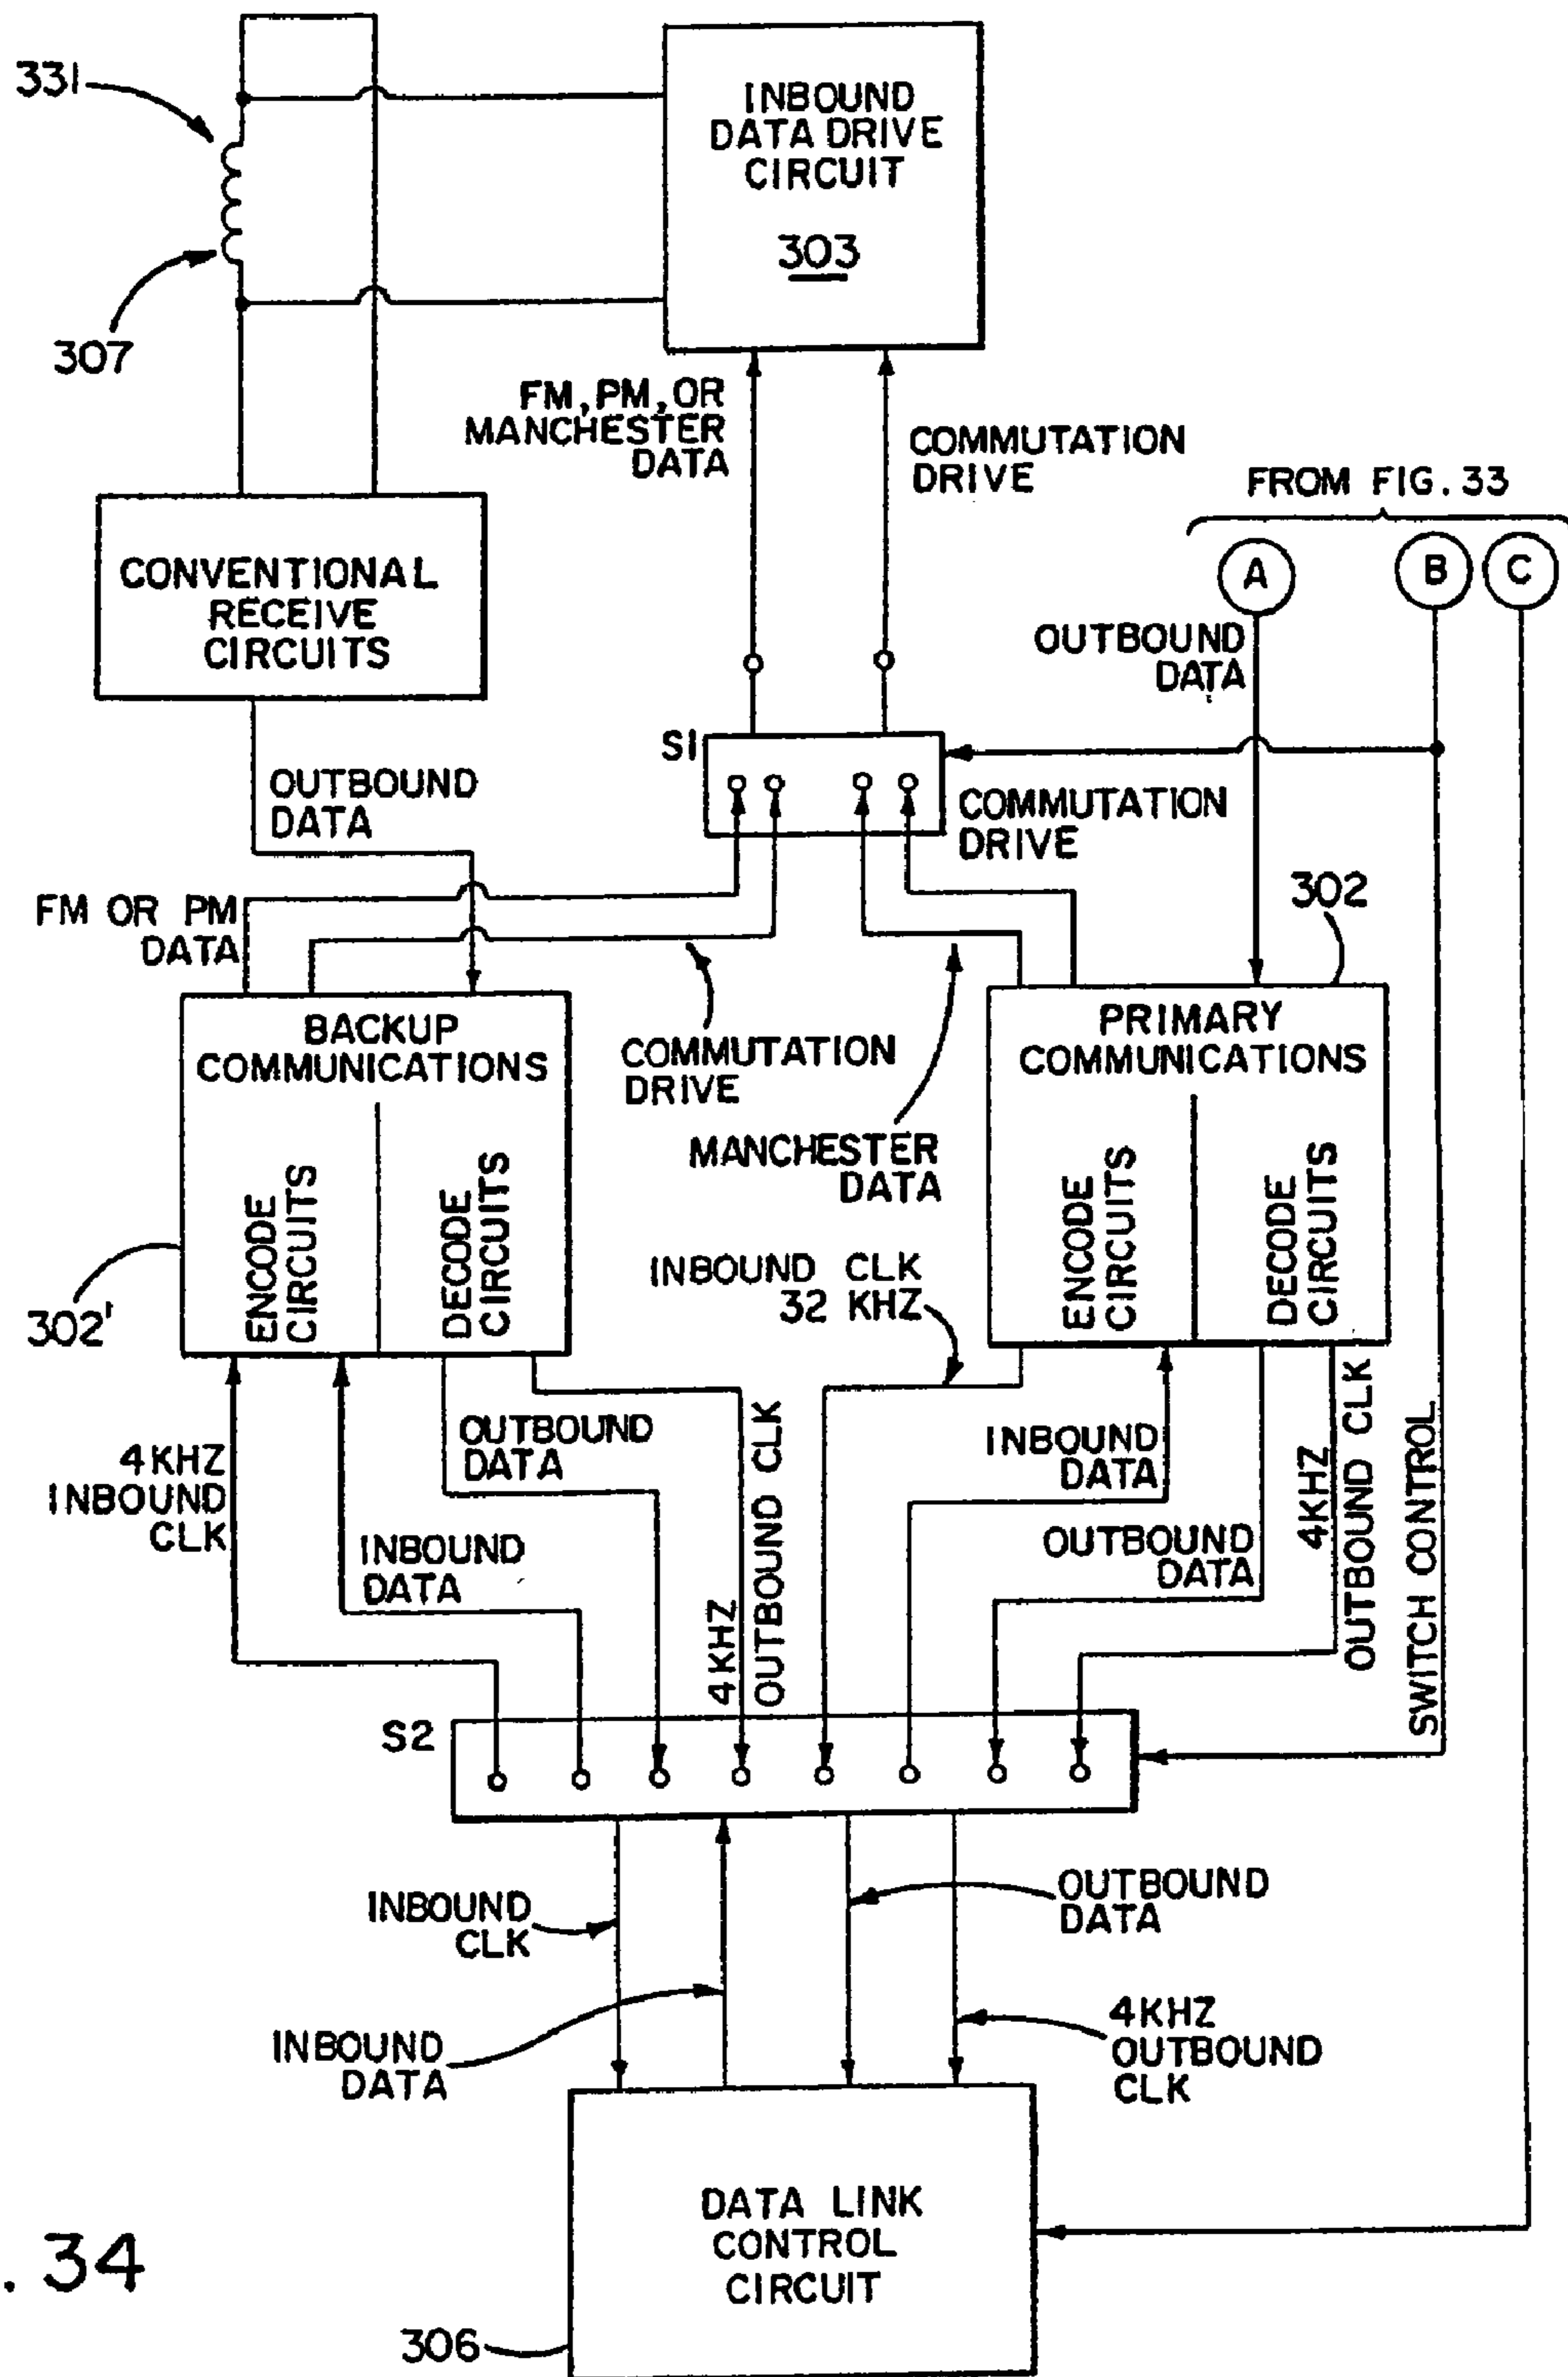 331
INBOUND
DATA DRIVE
CIRCUIT
303
307
FM, PM, OR
MANCHESTER
DATA
COMMUTATION
DRIVE
FROM FIG. 33
A
B
C
CONVENTIONAL
RECEIVE
CIRCUITS
OUTBOUND
DATA
S1
OUTBOUND
DATA
COMMUTATION
DRIVE
FM OR PM
DATA
302
BACKUP
COMMUNICATIONS
ENCODE
CIRCUITS
DECODE
CIRCUITS
COMMUTATION
DRIVE
MANCHESTER
DATA
PRIMARY
COMMUNICATIONS
ENCODE
CIRCUITS
DECODE
CIRCUITS
302'
INBOUND CLK
32 KHZ
4KHZ
INBOUND
CLK
INBOUND
DATA
OUTBOUND
DATA
4KHZ
OUTBOUND CLK
INBOUND
DATA
OUTBOUND
DATA
4KHZ
OUTBOUND CLK
SWITCH CONTROL
S2
INBOUND
CLK
OUTBOUND
DATA
INBOUND
DATA
4KHZ
OUTBOUND
CLK
DATA LINK
CONTROL
CIRCUIT
306
. 34